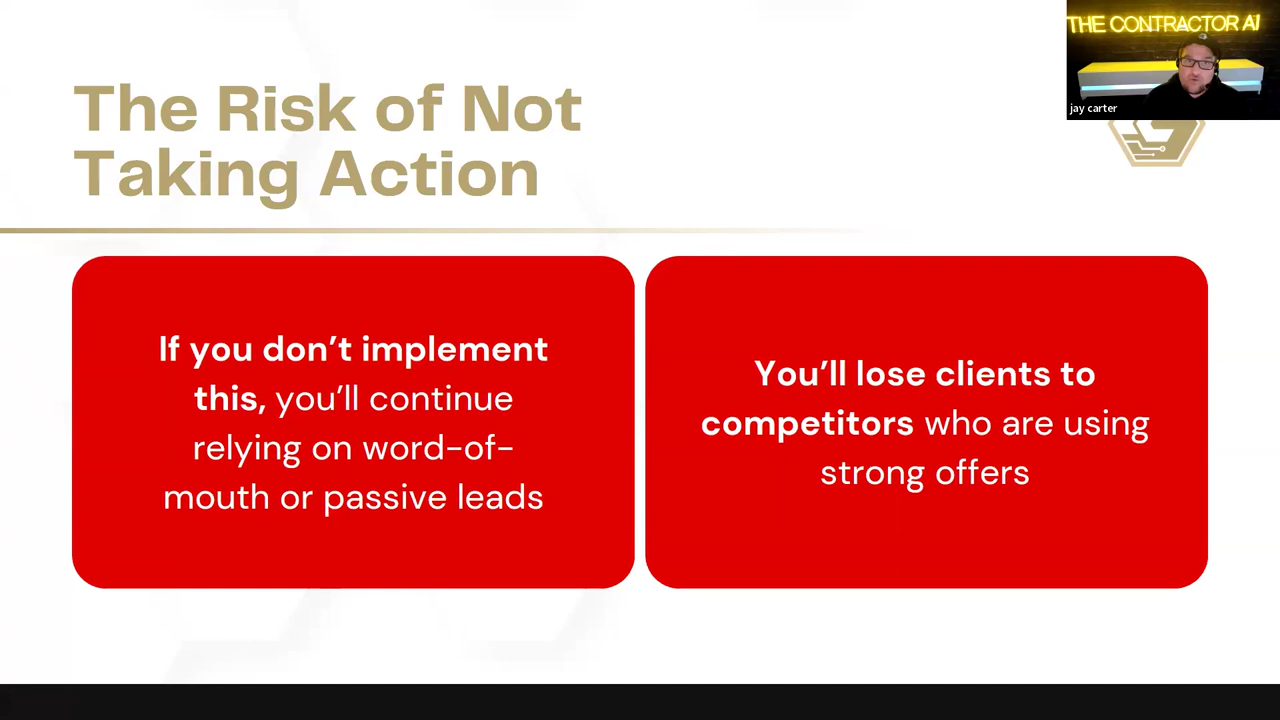 THE CONTRACTOR AI
jay carter
The Risk of Not
Taking Action
If you don’t implement
this, you’ll continue
relying on word-of-
mouth or passive leads
You’ll lose clients to
competitors who are using
strong offers